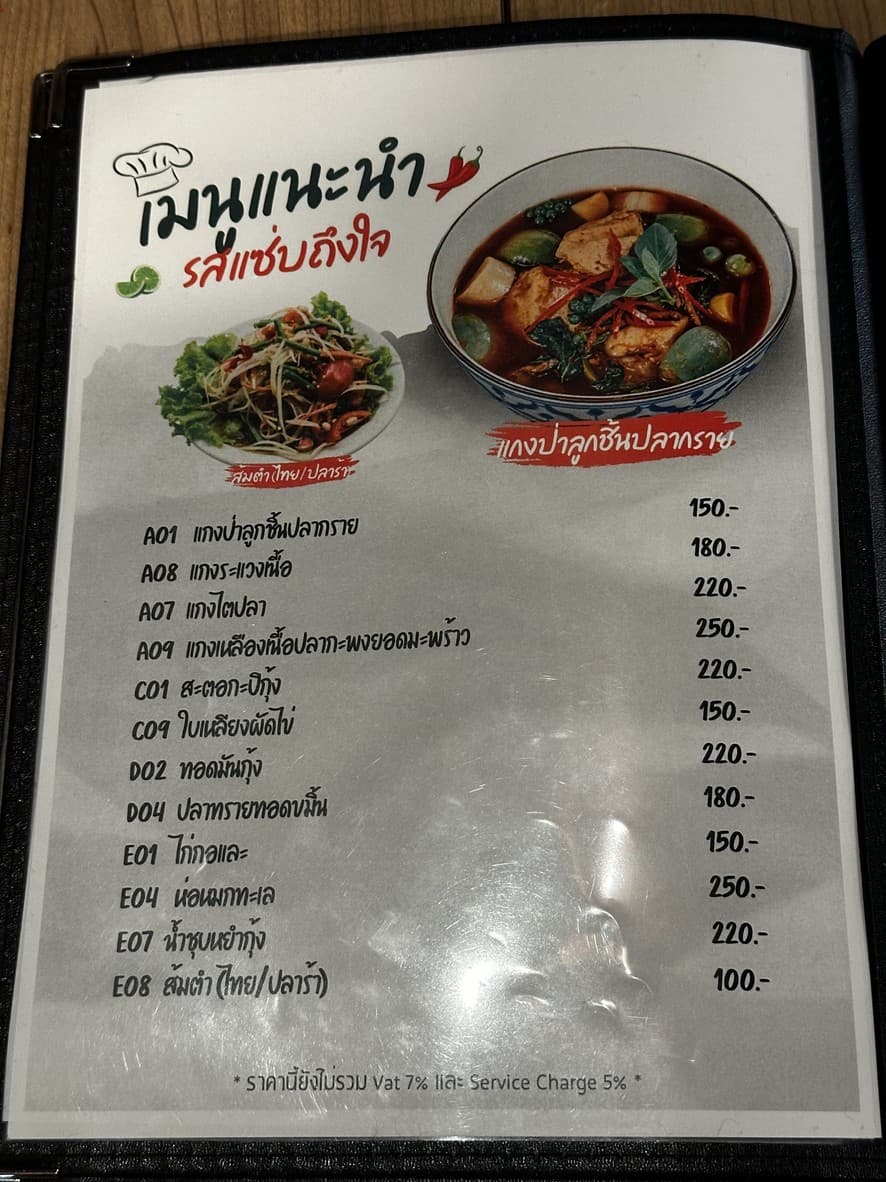 เมนูแนะนำ
รสแซ่บถึงใจ
ส้มตำ (ไทย/ปลาร้า)
แกงป่าลูกชิ้นปลากราย
A01 แกงป่าลูกชิ้นปลากราย 150.-
A08 แกงระแวงเนื้อ 180.-
A07 แกงไตปลา 220.-
A09 แกงเหลืองเนื้อปลากะพงยอดมะพร้าว 250.-
C01 สะตอกะปิกุ้ง 220.-
C09 ใบเหลียงผัดไข่ 150.-
D02 ทอดมันกุ้ง 220.-
D04 ปลาทรายทอดขมิ้น 180.-
E01 ไก่กอและ 150.-
E04 ห่อหมกทะเล 250.-
E07 น้ำชุบหยำกุ้ง 220.-
E08 ส้มตำ (ไทย/ปลาร้า) 100.-
* ราคานี้ยังไม่รวม Vat 7% และ Service Charge 5% *